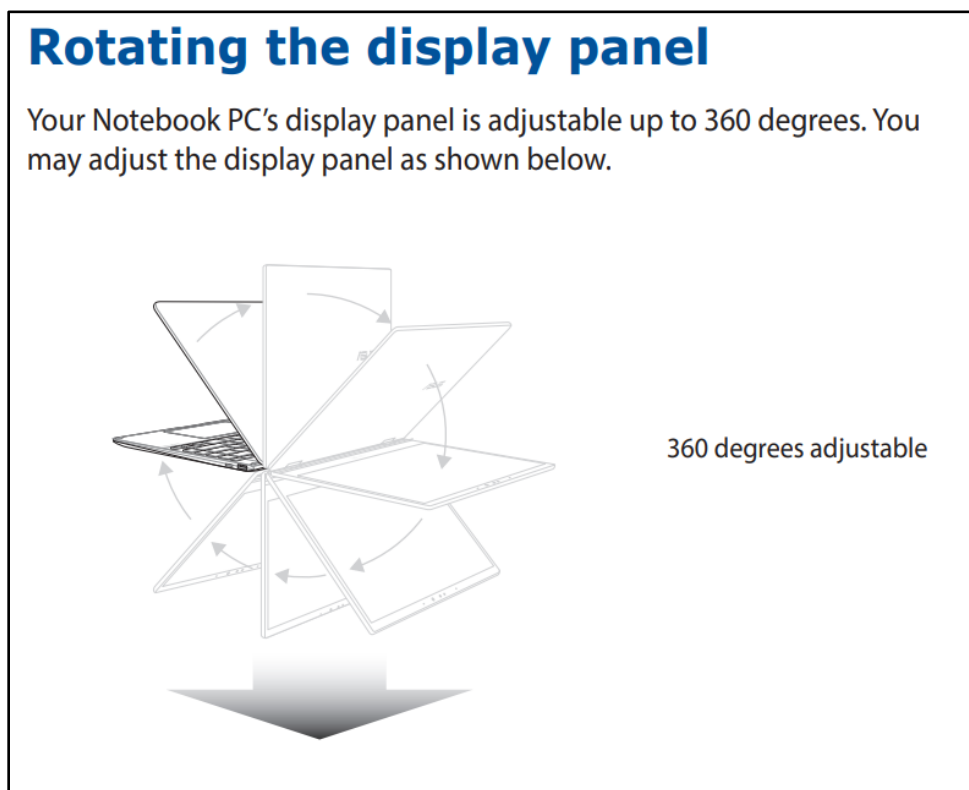 Rotating the display panel
Your Notebook PC’s display panel is adjustable up to 360 degrees. You
may adjust the display panel as shown below.
360 degrees adjustable